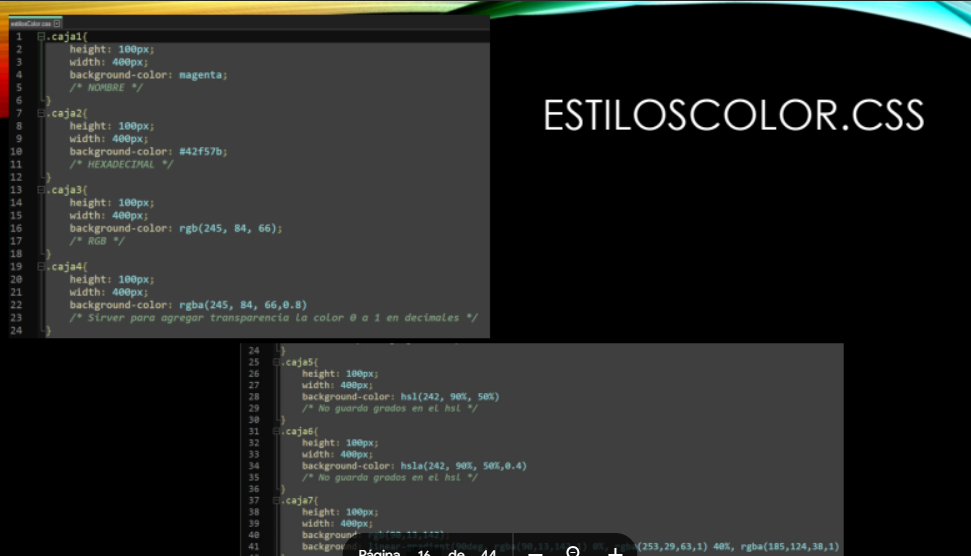 estilosColor.css
ESTILOSCOLOR.CSS
1 .caja1{
2 height: 100px;
3 width: 400px;
4 background-color: magenta;
5 /* NOMBRE */
6 }
7 .caja2{
8 height: 100px;
9 width: 400px;
10 background-color: #42f57b;
11 /* HEXADECIMAL */
12 }
13 .caja3{
14 height: 100px;
15 width: 400px;
16 background-color: rgb(245, 84, 66);
17 /* RGB */
18 }
19 .caja4{
20 height: 100px;
21 width: 400px;
22 background-color: rgba(245, 84, 66,0.8)
23 /* Sirver para agregar transparencia la color 0 a 1 en decimales */
24 }
24 }
25 .caja5{
26 height: 100px;
27 width: 400px;
28 background-color: hsl(242, 90%, 50%)
29 /* No guarda grados en el hsl */
30 }
31 .caja6{
32 height: 100px;
33 width: 400px;
34 background-color: hsla(242, 90%, 50%,0.4)
35 /* No guarda grados en el hsl */
36 }
37 .caja7{
38 height: 100px;
39 width: 400px;
40 background: rgb(90,13,142);
41 (253,29,63,1) 40%, rgba(185,124,38,1)
Página 16 de 44